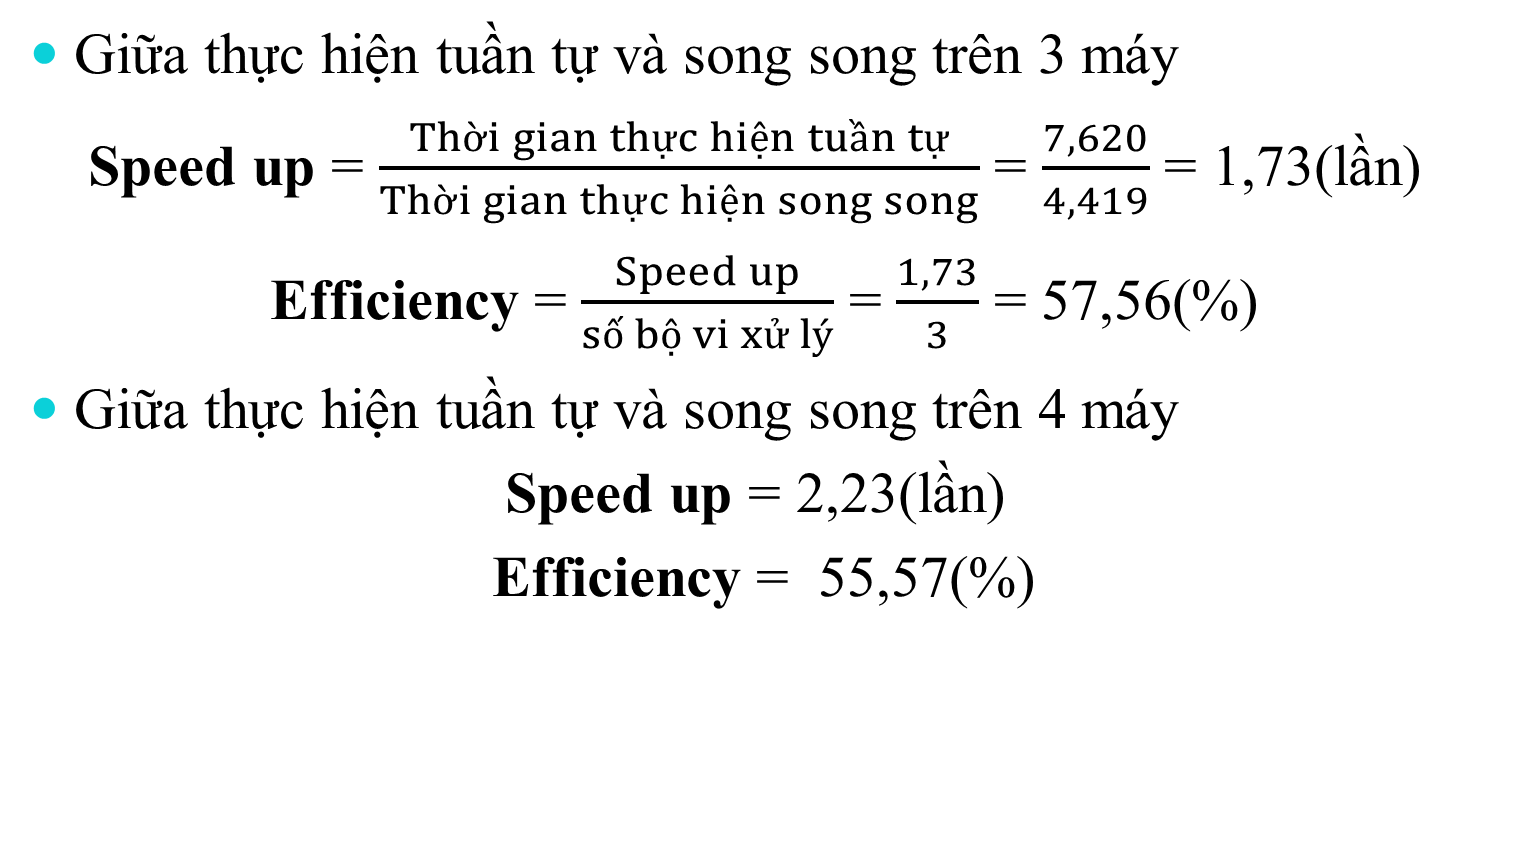 • Giữa thực hiện tuần tự và song song trên 3 máy
Speed up = Thời gian thực hiện tuần tự / Thời gian thực hiện song song = 7,620 / 4,419 = 1,73(lần)
Efficiency = Speed up / số bộ vi xử lý = 1,73 / 3 = 57,56(%)
• Giữa thực hiện tuần tự và song song trên 4 máy
Speed up = 2,23(lần)
Efficiency = 55,57(%)